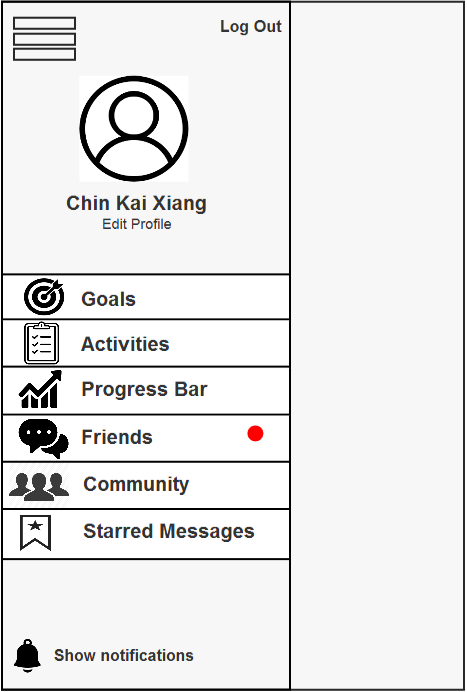 Log Out
Chin Kai Xiang
Edit Profile
Goals
Activities
Progress Bar
Friends
Community
Starred Messages
Show notifications